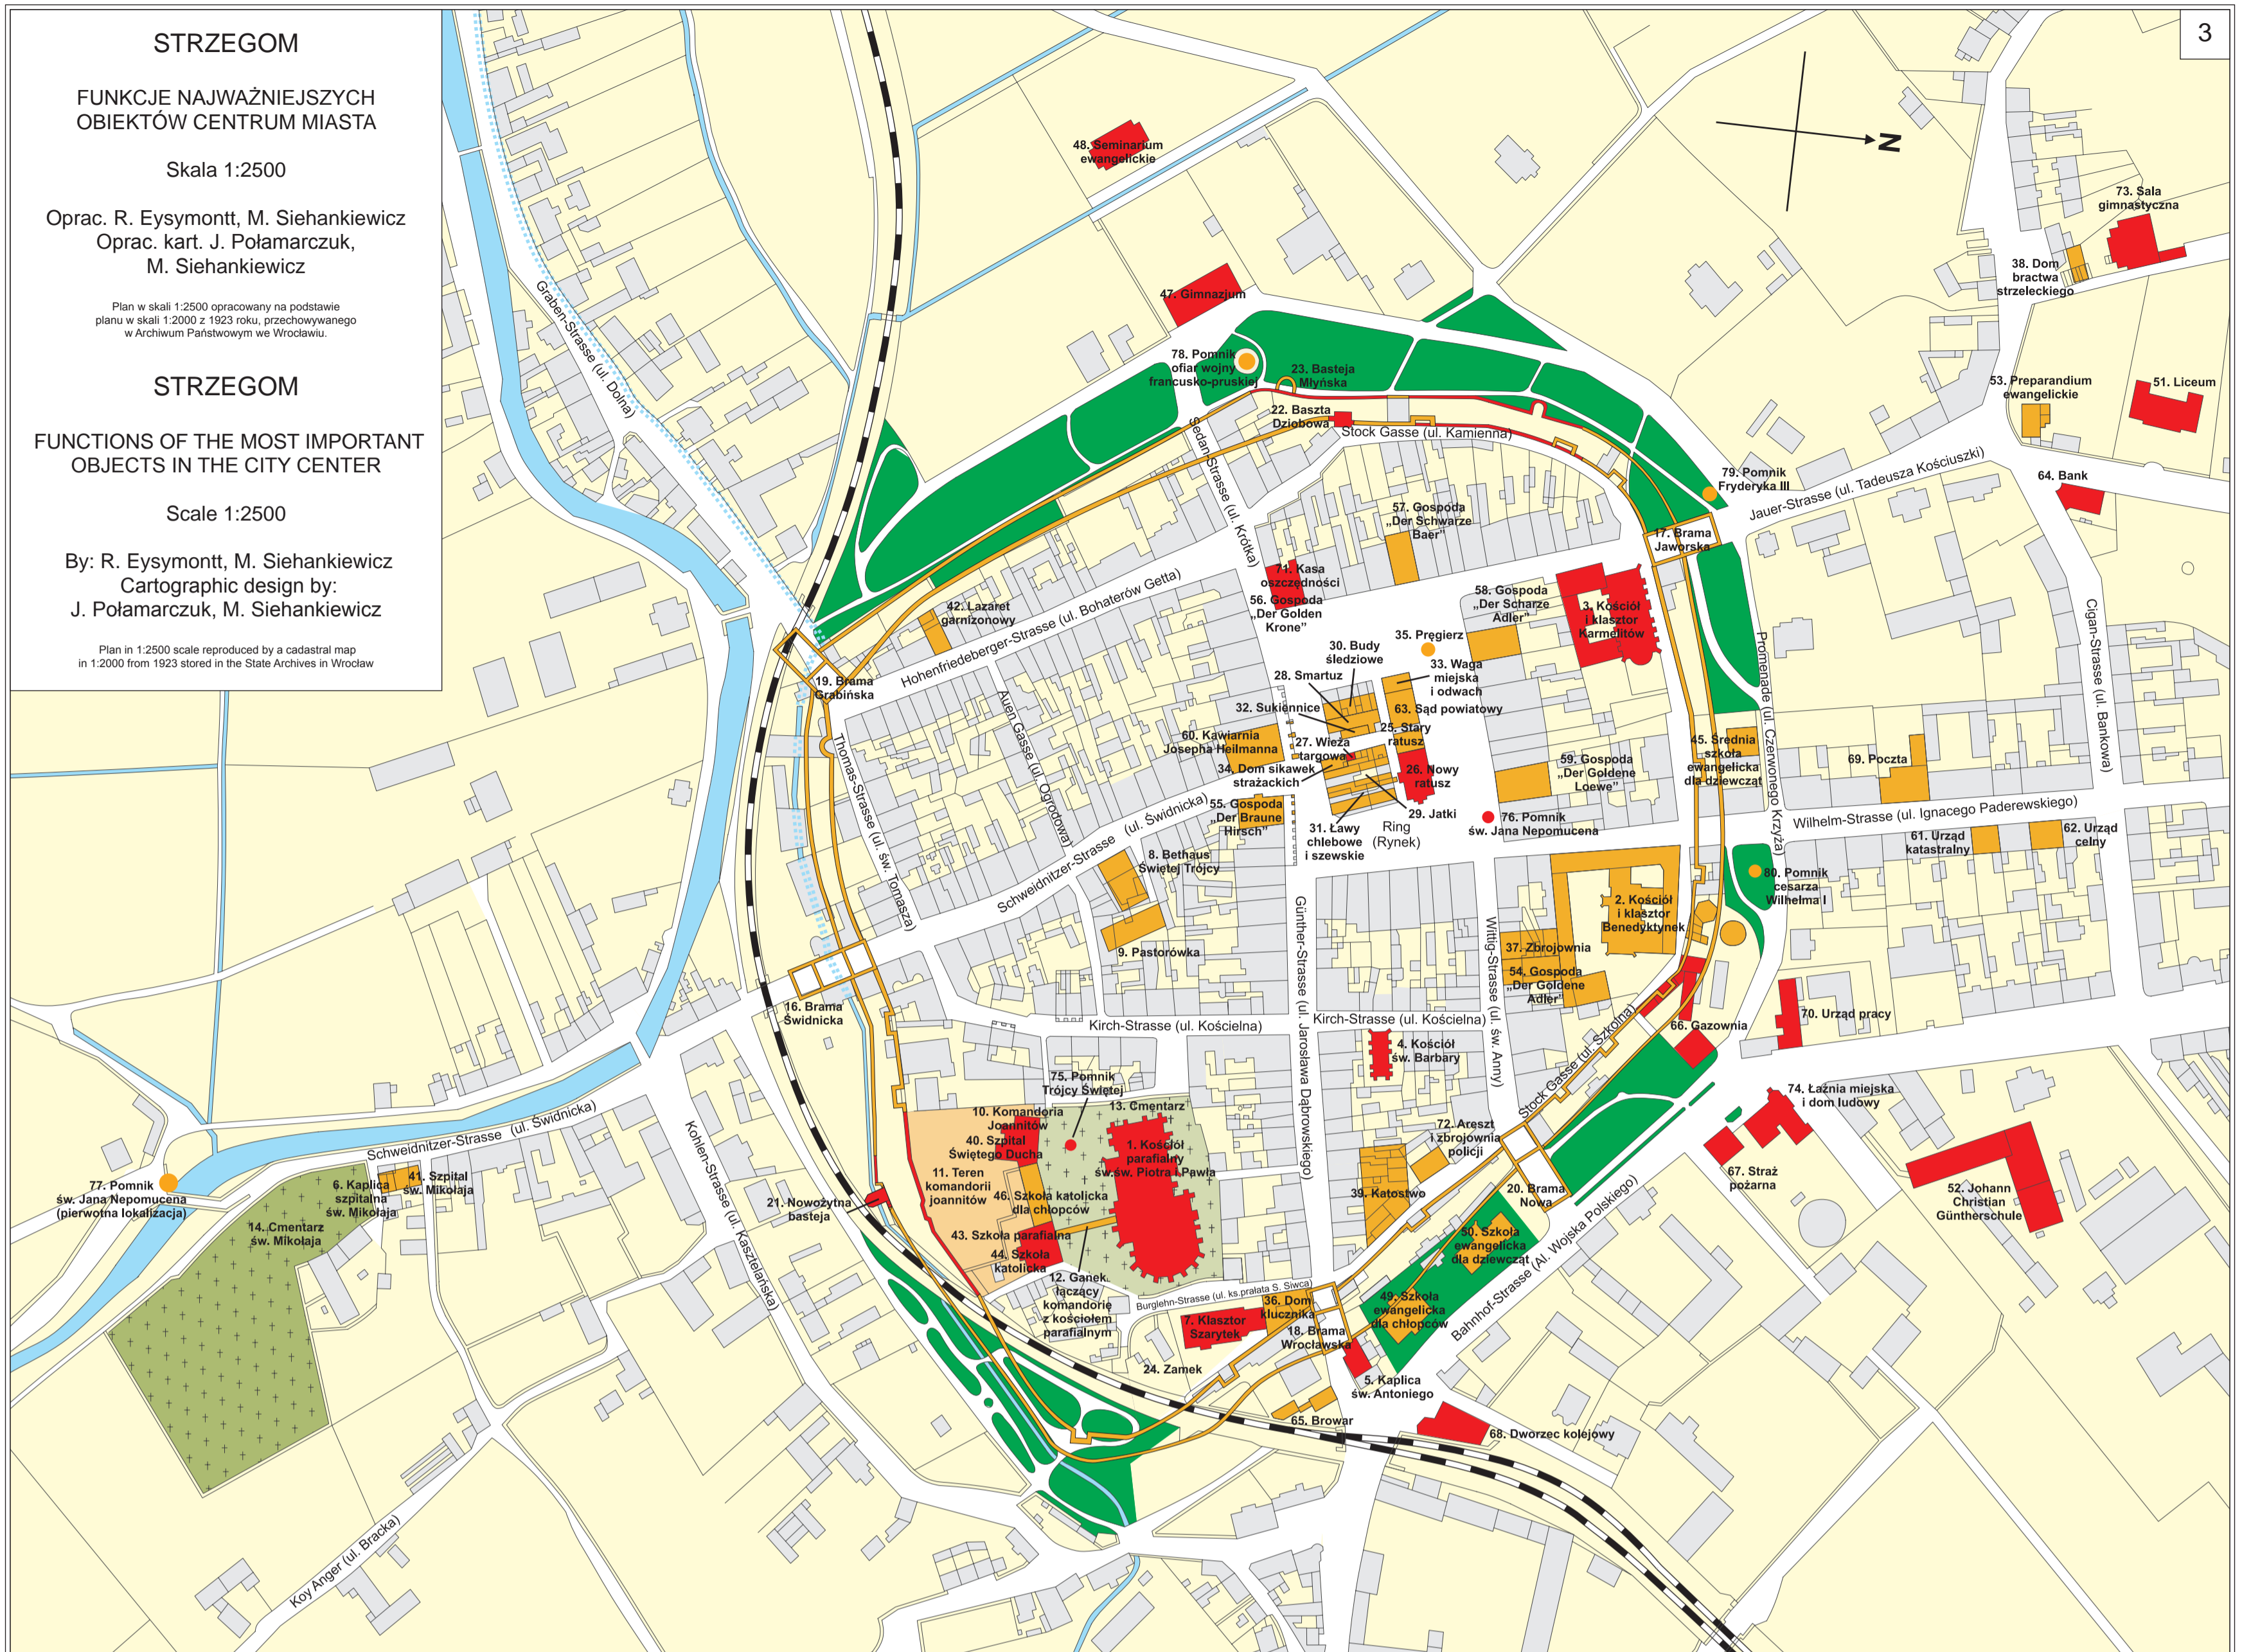 3
STRZEGOM
FUNKCJE NAJWAŻNIEJSZYCH
OBIEKTÓW CENTRUM MIASTA
Skala 1:2500
Oprac. R. Eysymontt, M. Siehankiewicz
Oprac. kart. J. Połamarczuk,
M. Siehankiewicz
Plan w skali 1:2500 opracowany na podstawie
planu w skali 1:2000 z 1923 roku, przechowywanego
w Archiwum Państwowym we Wrocławiu.
STRZEGOM
FUNCTIONS OF THE MOST IMPORTANT
OBJECTS IN THE CITY CENTER
Scale 1:2500
By: R. Eysymontt, M. Siehankiewicz
Cartographic design by:
J. Połamarczuk, M. Siehankiewicz
Plan in 1:2500 scale reproduced by a cadastral map
in 1:2000 from 1923 stored in the State Archives in Wrocław
N
48. Seminarium
ewangelickie
73. Sala
gimnastyczna
38. Dom
bractwa
strzeleckiego
47. Gimnazjum
Graben-Strasse (ul. Dolna)
78. Pomnik
ofiar wojny
francusko-pruskiej
23. Basteja
Młyńska
22. Baszta
Dziobowa
Stock Gasse (ul. Kamienna)
53. Preparandium
ewangelickie
51. Liceum
Sedan-Strasse (ul. Krótka)
79. Pomnik
Fryderyka III
Jauer-Strasse (ul. Tadeusza Kościuszki)
64. Bank
57. Gospoda
„Der Schwarze
Baer”
17. Brama
Jaworska
71. Kasa
oszczędności
56. Gospoda
„Der Golden
Krone”
58. Gospoda
„Der Scharze
Adler”
3. Kościół
i klasztor
Karmelitów
42. Lazaret
garnizonowy
Hohenfriedeberger-Strasse (ul. Bohaterów Getta)
35. Pręgierz
30. Budy
śledziowe
33. Waga
miejska
i odwach
28. Smartuz
32. Sukiennice
63. Sąd powiatowy
19. Brama
Grabińska
Auen Gasse (ul. Ogrodowa)
60. Kawiarnia
Josepha Heilmanna
27. Wieża
targowa
25. Stary
ratusz
34. Dom sikawek
strażackich
26. Nowy
ratusz
59. Gospoda
„Der Goldene
Loewe”
45. Średnia
szkoła
ewangelicka
dla dziewcząt
69. Poczta
Promenade (ul. Czerwonego Krzyża)
Cigan-Strasse (ul. Bankowa)
Thomas-Strasse (ul. św. Tomasza)
55. Gospoda
„Der Braune
Hirsch”
29. Jatki
31. Ławy
chlebowe
i szewskie
Ring
(Rynek)
76. Pomnik
św. Jana Nepomucena
Wilhelm-Strasse (ul. Ignacego Paderewskiego)
61. Urząd
katastralny
62. Urząd
celny
8. Bethaus
Świętej Trójcy
Schweidnitzer-Strasse (ul. Świdnicka)
80. Pomnik
cesarza
Wilhelma I
2. Kościół
i klasztor
Benedyktynek
9. Pastorówka
37. Zbrojownia
54. Gospoda
„Der Goldene
Adler”
Günther-Strasse (ul. Jarosława Dąbrowskiego)
Wittig-Strasse (ul. św. Anny)
16. Brama
Świdnicka
Kirch-Strasse (ul. Kościelna)
Kirch-Strasse (ul. Kościelna)
66. Gazownia
70. Urząd pracy
4. Kościół
św. Barbary
Stock Gasse (ul. Szkolna)
75. Pomnik
Trójcy Świętej
74. Łaźnia miejska
i dom ludowy
10. Komandoria
Joannitów
13. Cmentarz
40. Szpital
Świętego Ducha
1. Kościół
parafialny
św.św. Piotra i Pawła
72. Areszt
i zbrojownia
policji
Schweidnitzer-Strasse (ul. Świdnicka)
Kohlen-Strasse (ul. Kasztelańska)
11. Teren
komandorii
joannitów
67. Straż
pożarna
77. Pomnik
św. Jana Nepomucena
(pierwotna lokalizacja)
6. Kaplica
szpitalna
św. Mikołaja
41. Szpital
św. Mikołaja
21. Nowożytna
basteja
46. Szkoła katolicka
dla chłopców
39. Katostwo
20. Brama
Nowa
52. Johann
Christian
Güntherschule
14. Cmentarz
św. Mikołaja
43. Szkoła parafialna
44. Szkoła
katolicka
50. Szkoła
ewangelicka
dla dziewcząt
Bahnhof-Strasse (Al. Wojska Polskiego)
12. Ganek
łączący
komandorię
z kościołem
parafialnym
Burglehn-Strasse (ul. ks.prałata S. Siwca)
36. Dom
klucznika
49. Szkoła
ewangelicka
dla chłopców
7. Klasztor
Szarytek
18. Brama
Wrocławska
24. Zamek
5. Kaplica
św. Antoniego
65. Browar
68. Dworzec kolejowy
Koy Anger (ul. Bracka)